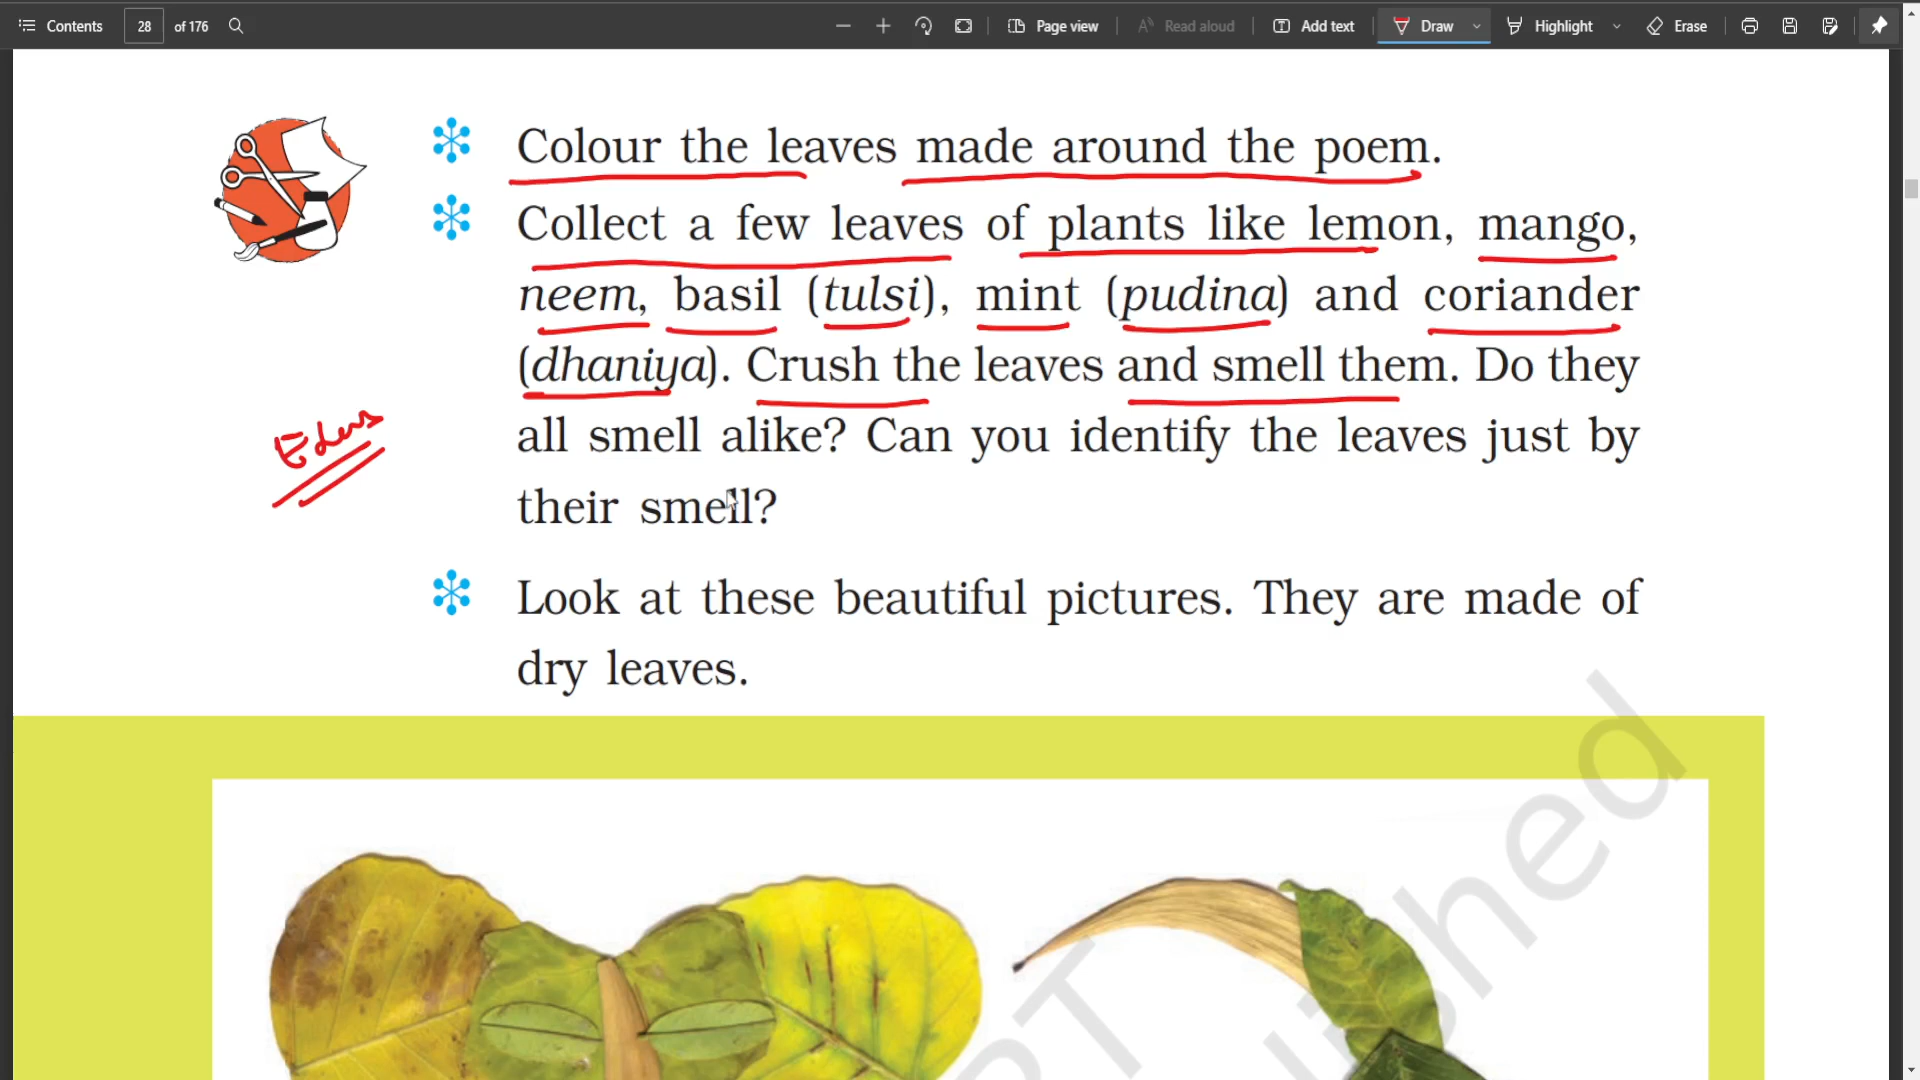 Contents 28 of 176 Page view Read aloud Add text Draw Highlight Erase
Colour the leaves made around the poem.
Collect a few leaves of plants like lemon, mango,
neem, basil (tulsi), mint (pudina) and coriander
(dhaniya). Crush the leaves and smell them. Do they
all smell alike? Can you identify the leaves just by
their smell?
Look at these beautiful pictures. They are made of
dry leaves.